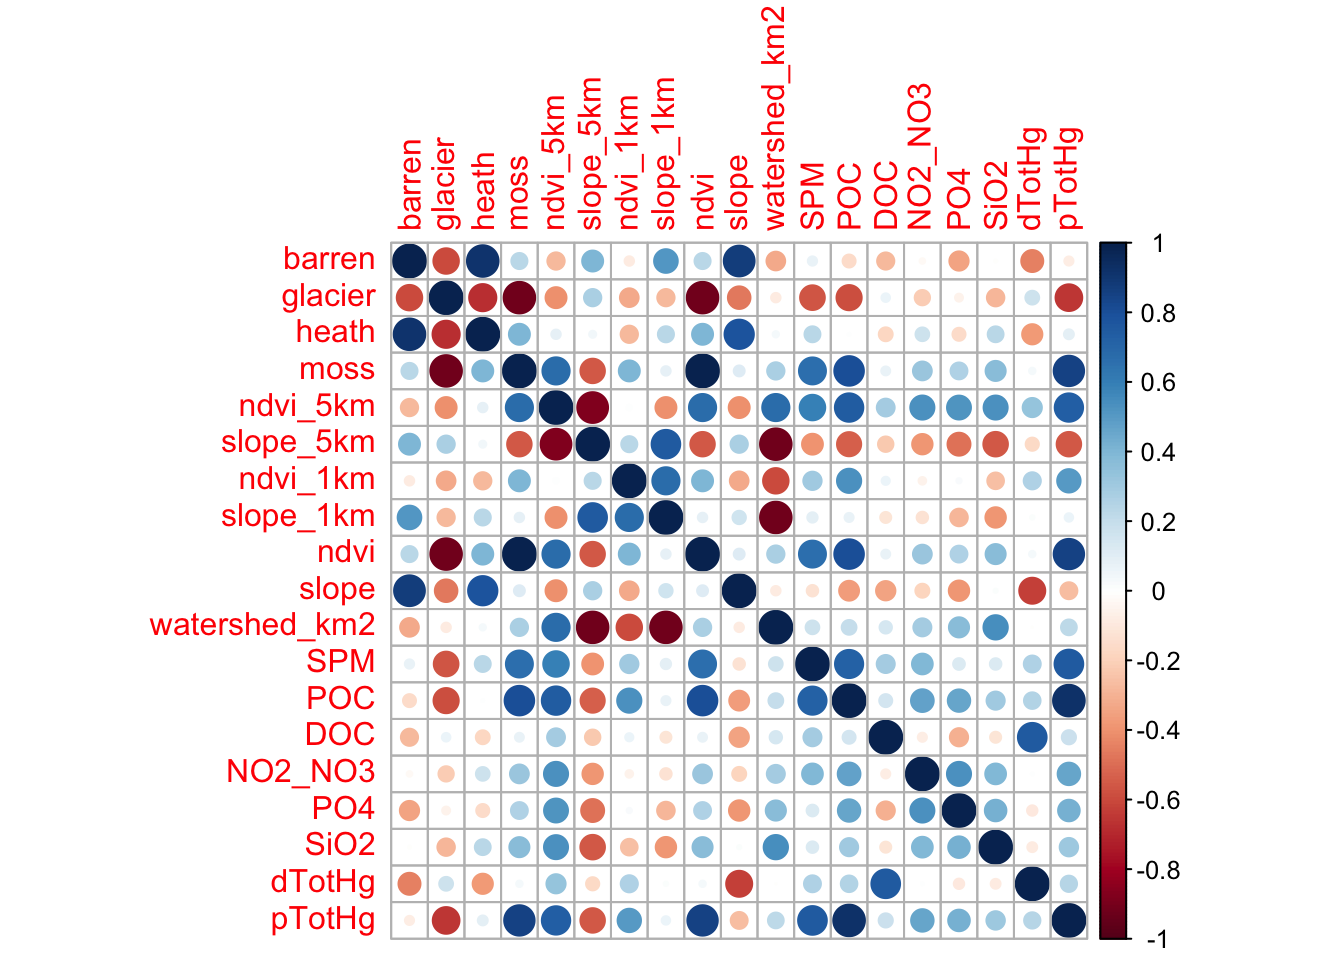 barren
glacier
heath
moss
ndvi_5km
slope_5km
ndvi_1km
slope_1km
ndvi
slope
watershed_km2
SPM
POC
DOC
NO2_NO3
PO4
SiO2
dTotHg
pTotHg
barren
glacier
heath
moss
ndvi_5km
slope_5km
ndvi_1km
slope_1km
ndvi
slope
watershed_km2
SPM
POC
DOC
NO2_NO3
PO4
SiO2
dTotHg
pTotHg
1
0.8
0.6
0.4
0.2
0
-0.2
-0.4
-0.6
-0.8
-1